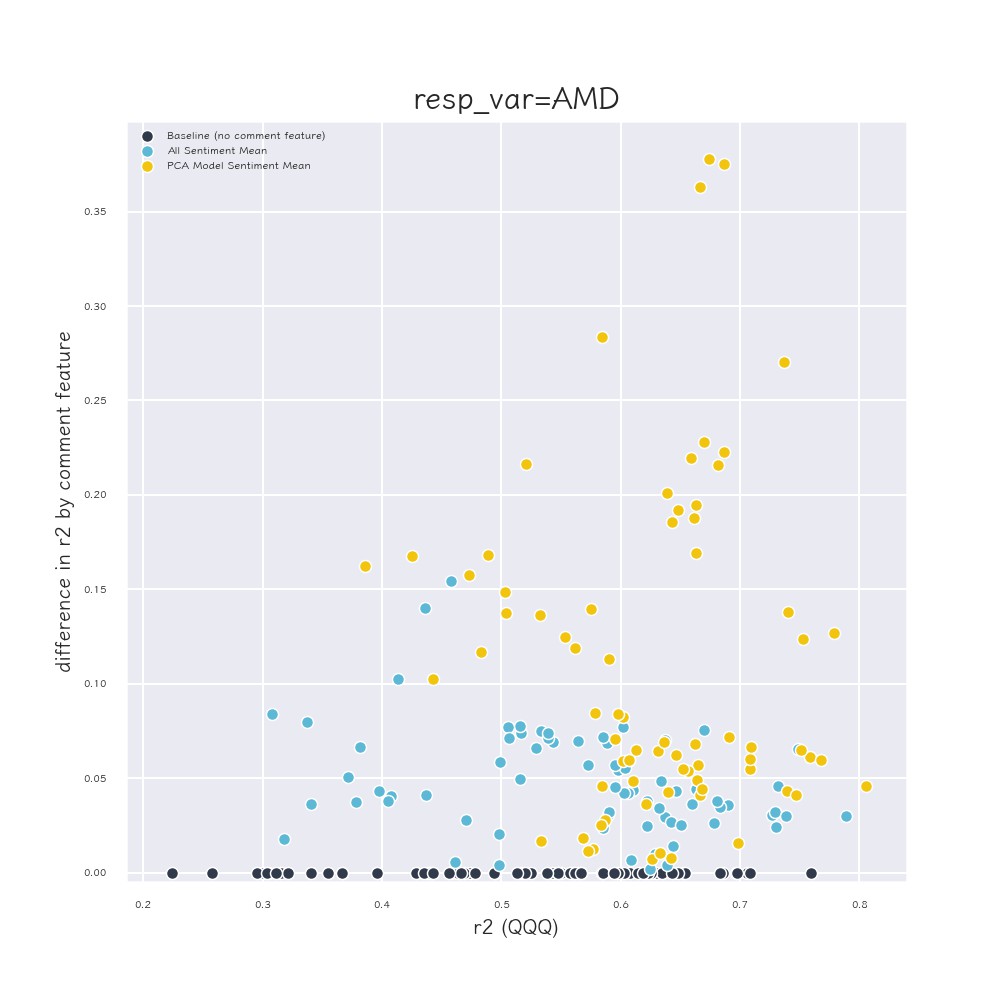 resp_var=AMD
Baseline (no comment feature)
All Sentiment Mean
PCA Model Sentiment Mean
difference in r2 by comment feature
0.35
0.30
0.25
0.20
0.15
0.10
0.05
0.00
0.2 0.3 0.4 0.5 0.6 0.7 0.8
r2 (QQQ)